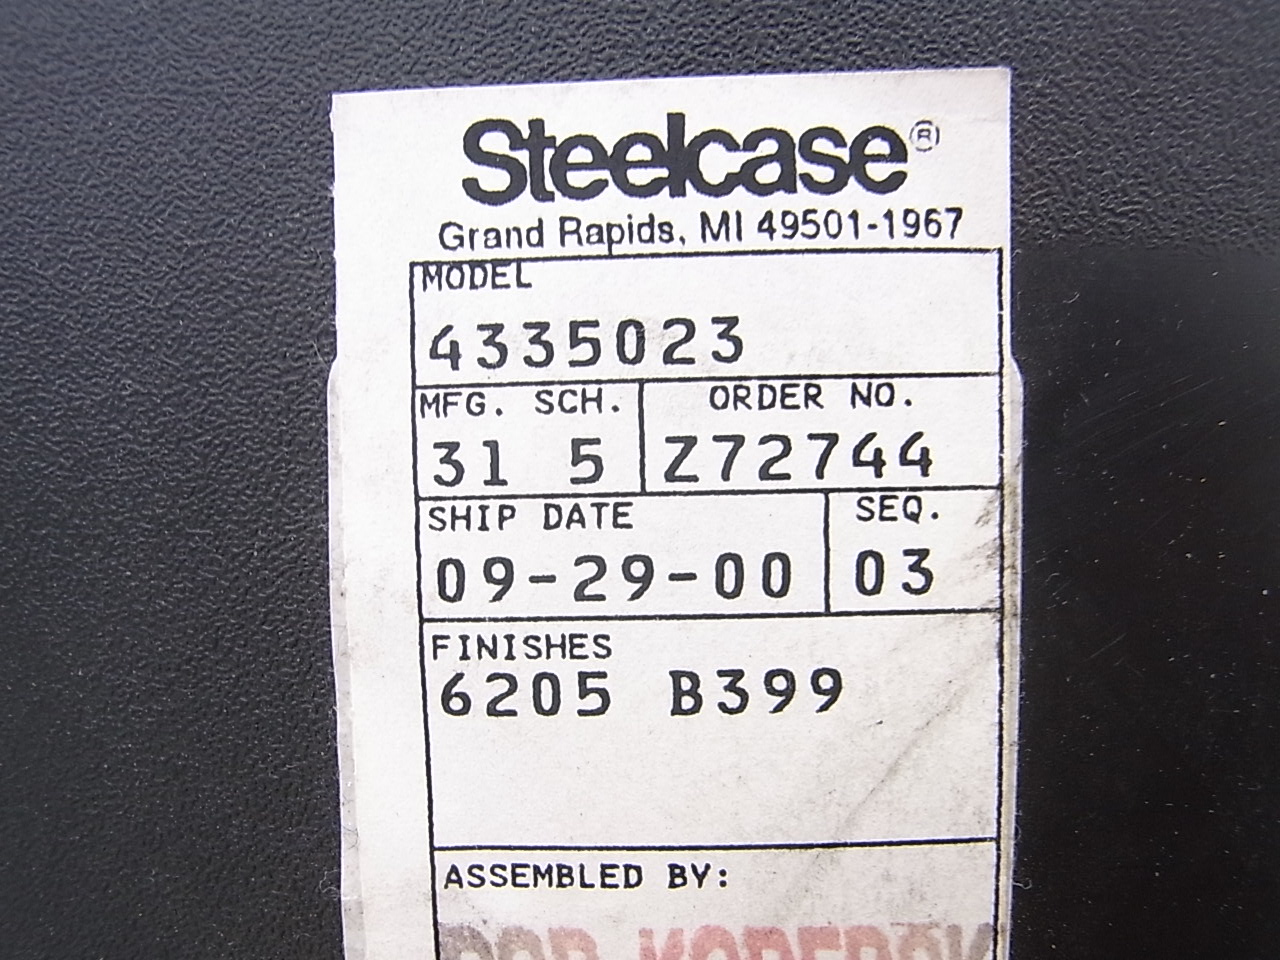 Steelcase®
Grand Rapids, MI 49501-1967
MODEL
4335023
MFG. SCH. ORDER NO.
31 5 Z72744
SHIP DATE SEQ.
09-29-00 03
FINISHES
6205 B399
ASSEMBLED BY: